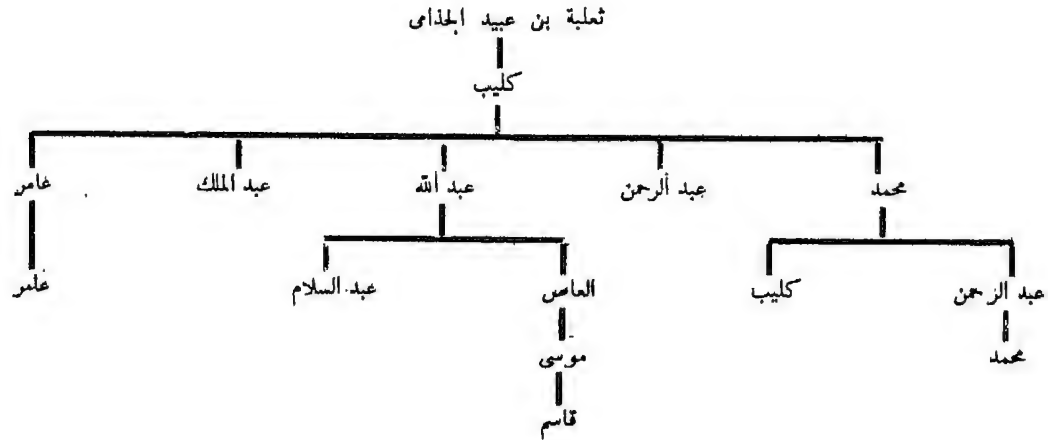 ثعلبة بن عبيد الجذامى
كليب
محمد عبد الرحمن عبد الله عبد الملك عامر
عبد الرحمن كليب العاص عبد السلام عامر
محمد موسى
قاسم